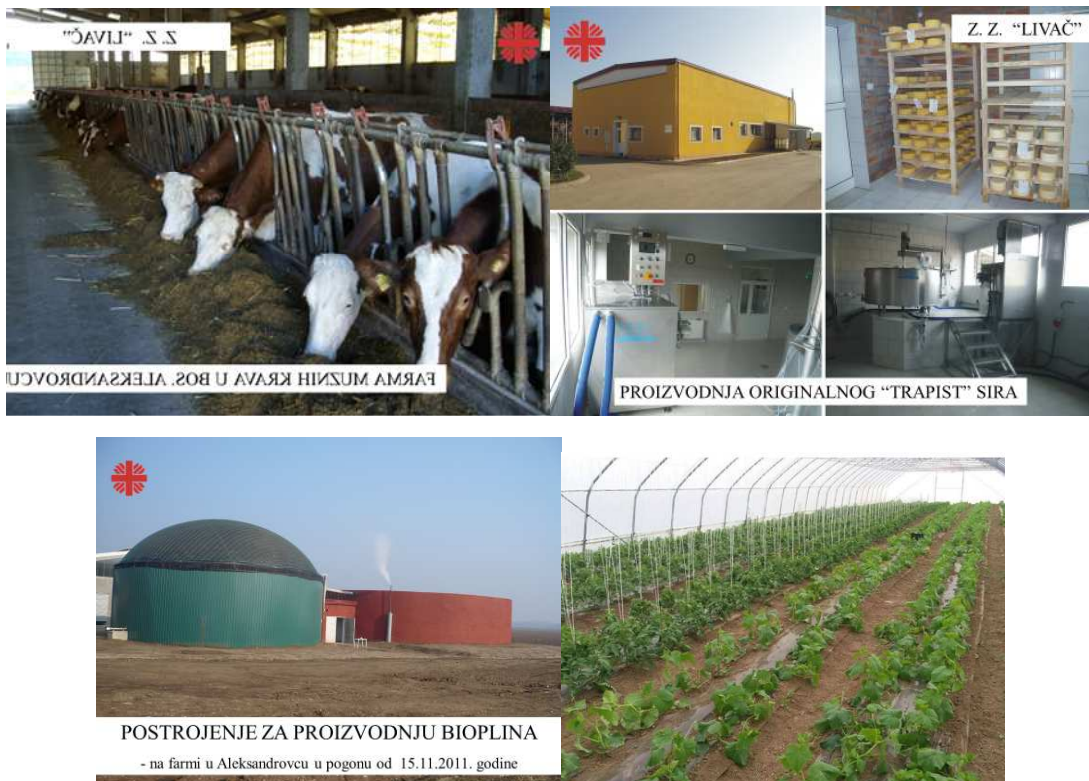 Z. Z. “LIVAČ”
FARMA MUZNIH KRAVA U BOS. ALEKSANDROVCU
Z. Z. “LIVAČ”
PROIZVODNJA ORIGINALNOG “TRAPIST” SIRA
POSTROJENJE ZA PROIZVODNJU BIOPLINA
- na farmi u Aleksandrovcu u pogonu od 15.11.2011. godine